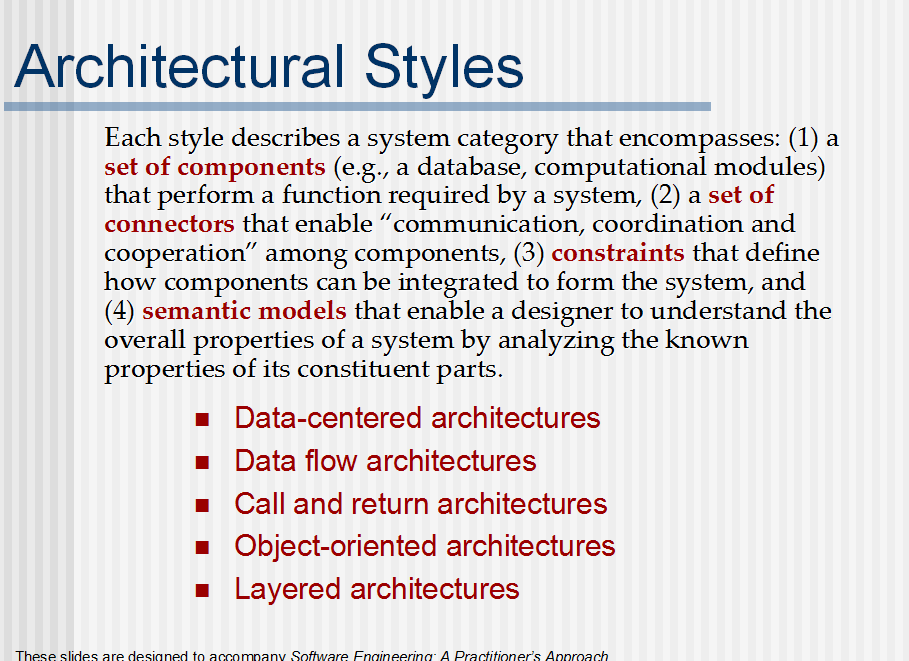 Architectural Styles
Each style describes a system category that encompasses: (1) a
set of components (e.g., a database, computational modules)
that perform a function required by a system, (2) a set of
connectors that enable “communication, coordination and
cooperation” among components, (3) constraints that define
how components can be integrated to form the system, and
(4) semantic models that enable a designer to understand the
overall properties of a system by analyzing the known
properties of its constituent parts.
■ Data-centered architectures
■ Data flow architectures
■ Call and return architectures
■ Object-oriented architectures
■ Layered architectures
These slides are designed to accompany Software Engineering: A Practitioner’s Approach